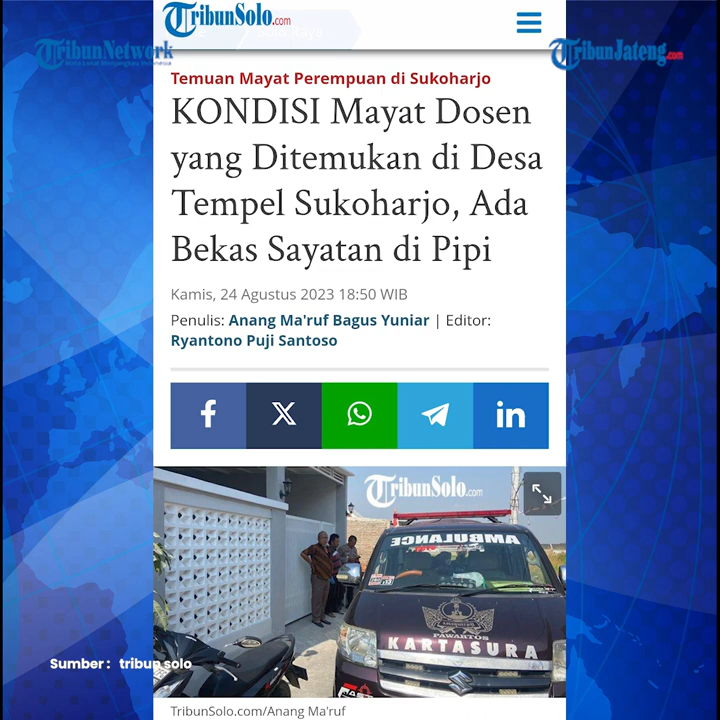 TribunSolo.com
Solo Raya
TribunNetwork
TribunJateng.com
Temuan Mayat Perempuan di Sukoharjo
KONDISI Mayat Dosen
yang Ditemukan di Desa
Tempel Sukoharjo, Ada
Bekas Sayatan di Pipi
Kamis, 24 Agustus 2023 18:50 WIB
Penulis: Anang Ma'ruf Bagus Yuniar | Editor:
Ryantono Puji Santoso
TribunSolo.com
AMBULANCE
PAWARTOS
KARTASURA
Sumber : tribun solo
TribunSolo.com/Anang Ma'ruf